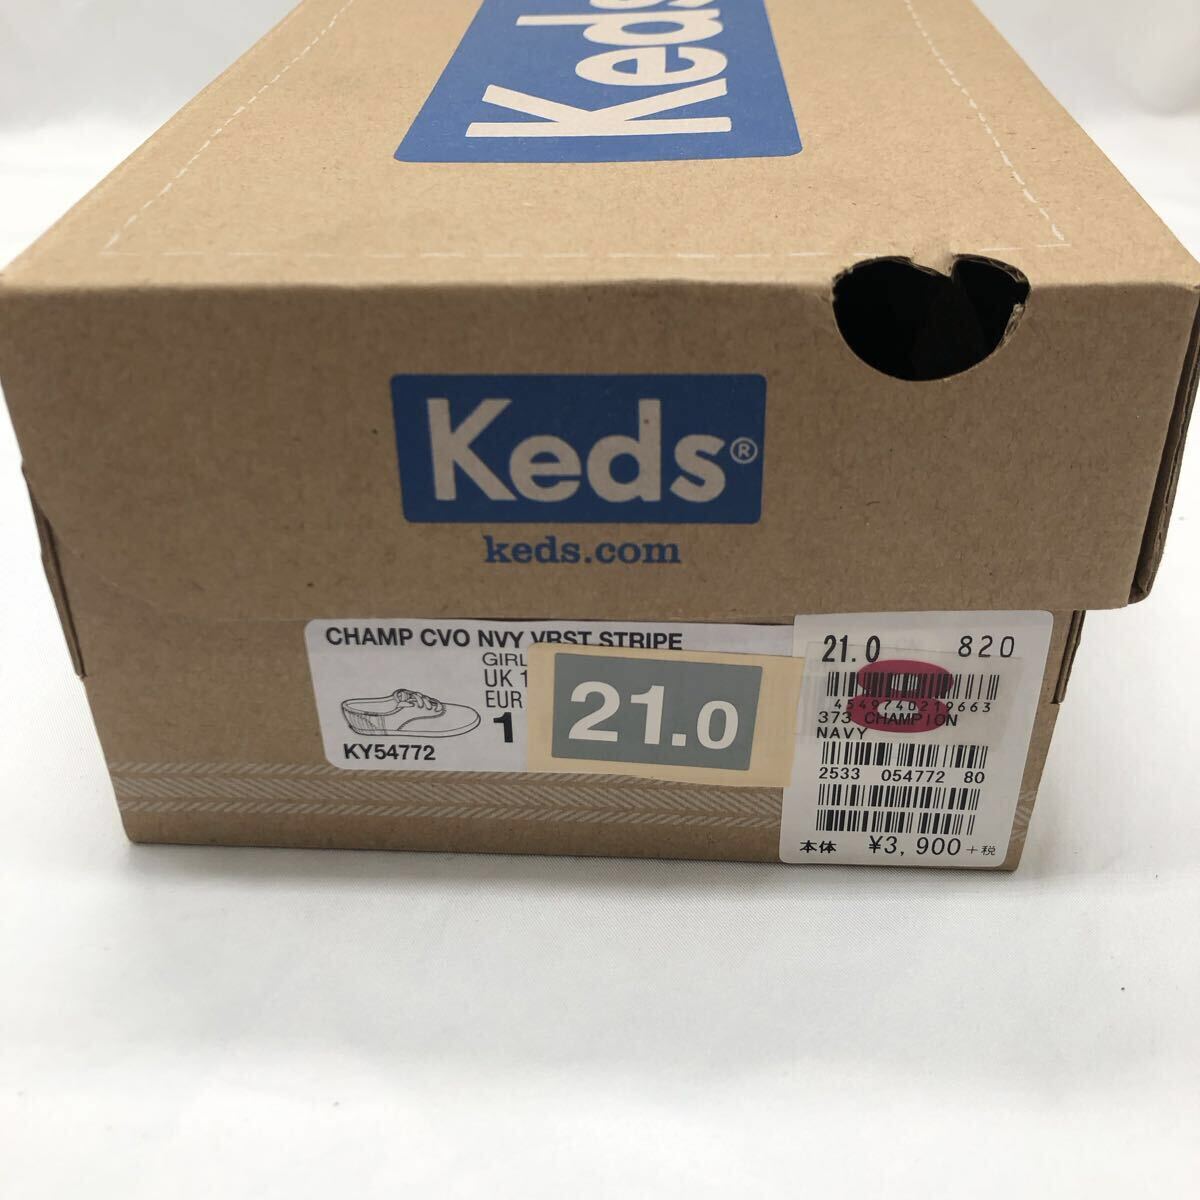 Keds
Keds®
keds.com
CHAMP CVO NVY VRST STRIPE
GIRL
UK 1
EUR
1
KY54772
21.0
21.0 820
4549740219663
373 CHAMPION
NAVY
2533 054772 80
本体 ¥3,900+税